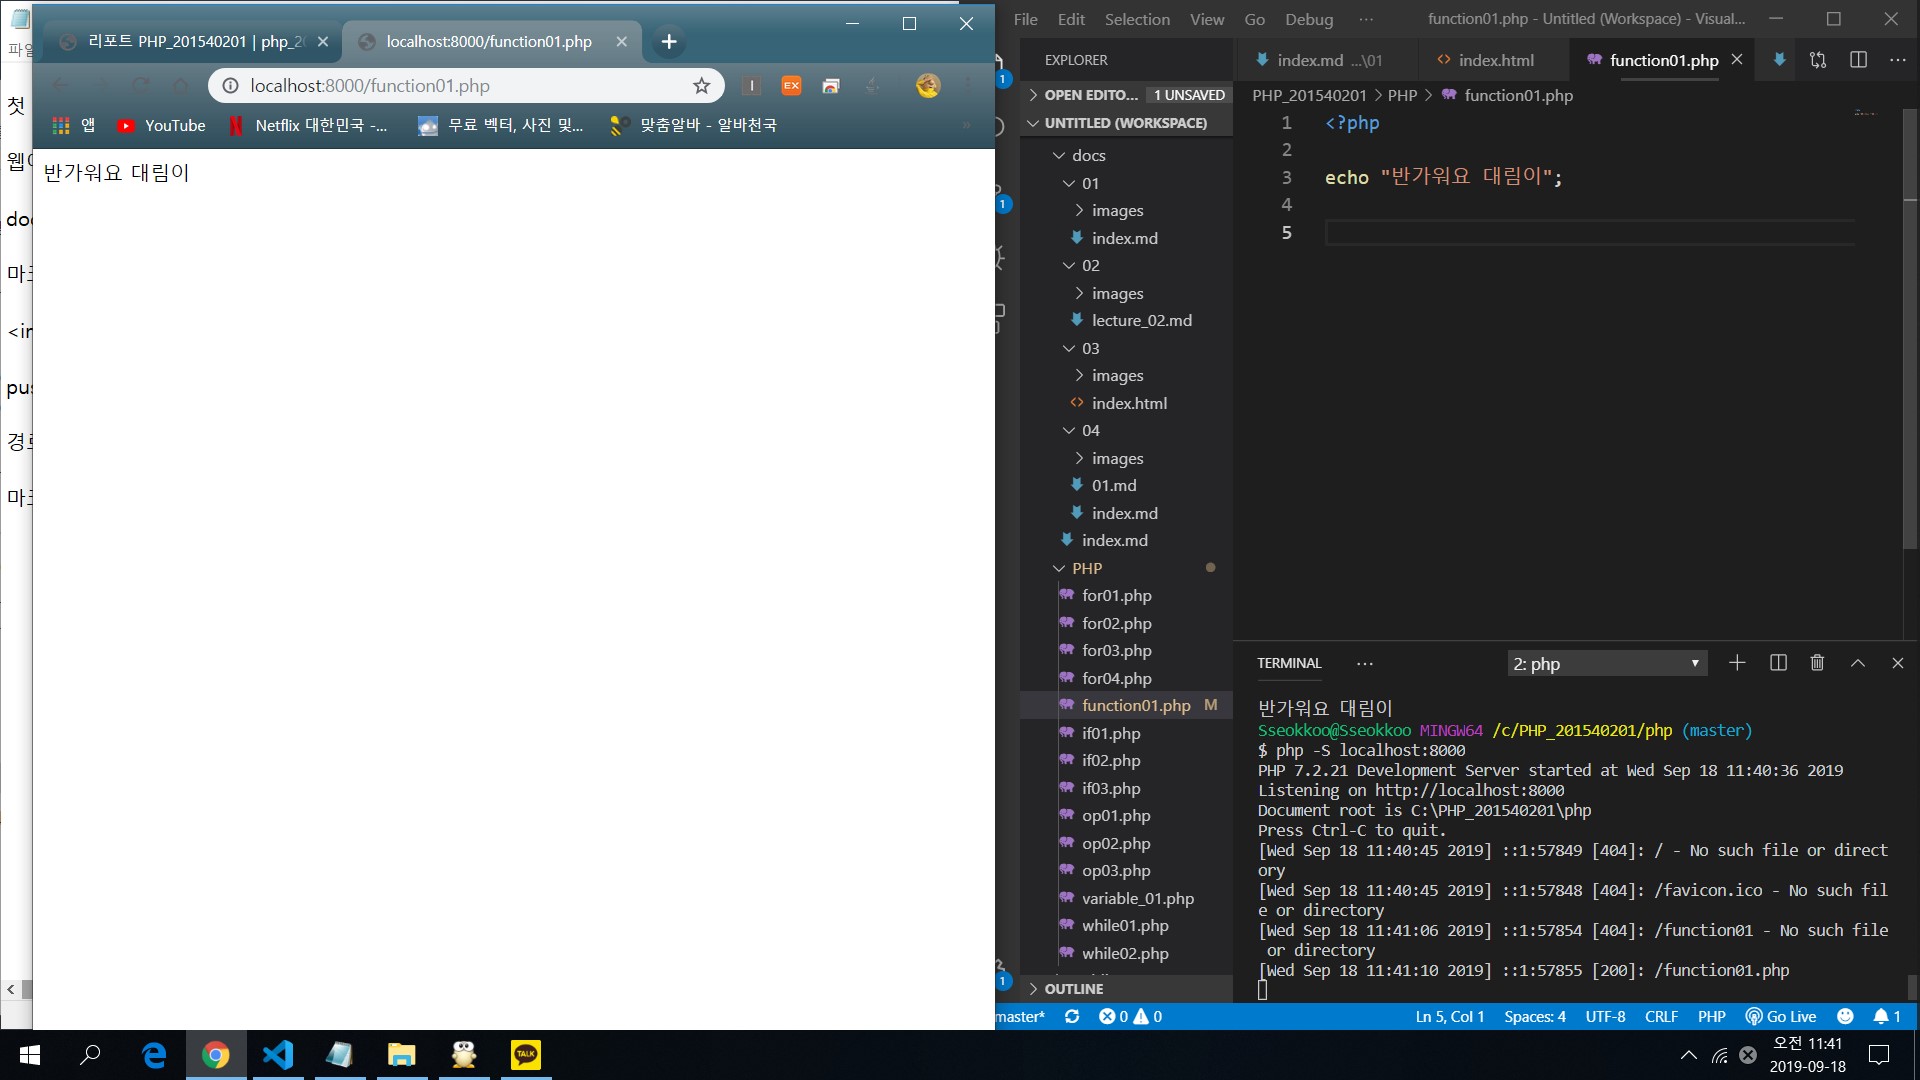 리포트 PHP_201540201 | php_20
localhost:8000/function01.php
localhost:8000/function01.php
앱
YouTube
Netflix 대한민국 -...
무료 벡터, 사진 및...
맞춤알바 - 알바천국
반가워요 대림이
첫
File Edit Selection View Go Debug ···
function01.php - Untitled (Workspace) - Visual...
EXPLORER
index.md ...\01
index.html
function01.php
OPEN EDITO... 1 UNSAVED
PHP_201540201 > PHP > function01.php
UNTITLED (WORKSPACE)
docs
01
images
index.md
02
images
lecture_02.md
03
images
index.html
04
images
01.md
index.md
index.md
PHP
for01.php
for02.php
for03.php
for04.php
function01.php M
if01.php
if02.php
if03.php
op01.php
op02.php
op03.php
variable_01.php
while01.php
while02.php
OUTLINE
1 <?php
2
3 echo "반가워요 대림이";
4
5
TERMINAL ··· 2: php
반가워요 대림이
Sseokkoo@Sseokkoo MINGW64 /c/PHP_201540201/php (master)
$ php -S localhost:8000
PHP 7.2.21 Development Server started at Wed Sep 18 11:40:36 2019
Listening on http://localhost:8000
Document root is C:\PHP_201540201\php
Press Ctrl-C to quit.
[Wed Sep 18 11:40:45 2019] ::1:57849 [404]: / - No such file or direct
ory
[Wed Sep 18 11:40:45 2019] ::1:57848 [404]: /favicon.ico - No such fil
e or directory
[Wed Sep 18 11:41:06 2019] ::1:57854 [404]: /function01 - No such file
or directory
[Wed Sep 18 11:41:10 2019] ::1:57855 [200]: /function01.php
master* 0 0 Ln 5, Col 1 Spaces: 4 UTF-8 CRLF PHP Go Live 1
TALK
오전 11:41
2019-09-18